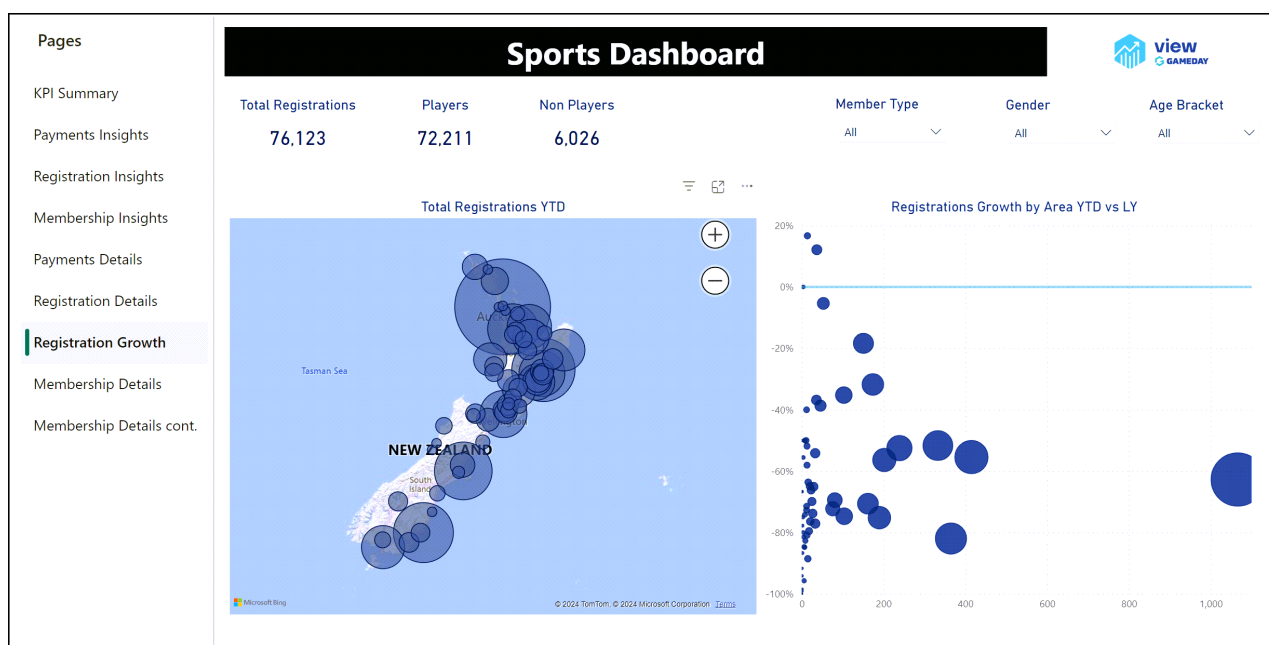 Pages
KPI Summary
Payments Insights
Registration Insights
Membership Insights
Payments Details
Registration Details
Registration Growth
Membership Details
Membership Details cont.
Sports Dashboard
view
GAMEDAY
Total Registrations
Players
Non Players
76,123
72,211
6,026
Member Type
Gender
Age Bracket
All
All
All
Total Registrations YTD
Tasman Sea
NEW ZEALAND
South
Island
Microsoft Bing
© 2024 TomTom, © 2024 Microsoft Corporation Terms
Registrations Growth by Area YTD vs LY
20%
0%
-20%
-40%
-60%
-80%
-100%
0
200
400
600
800
1,000